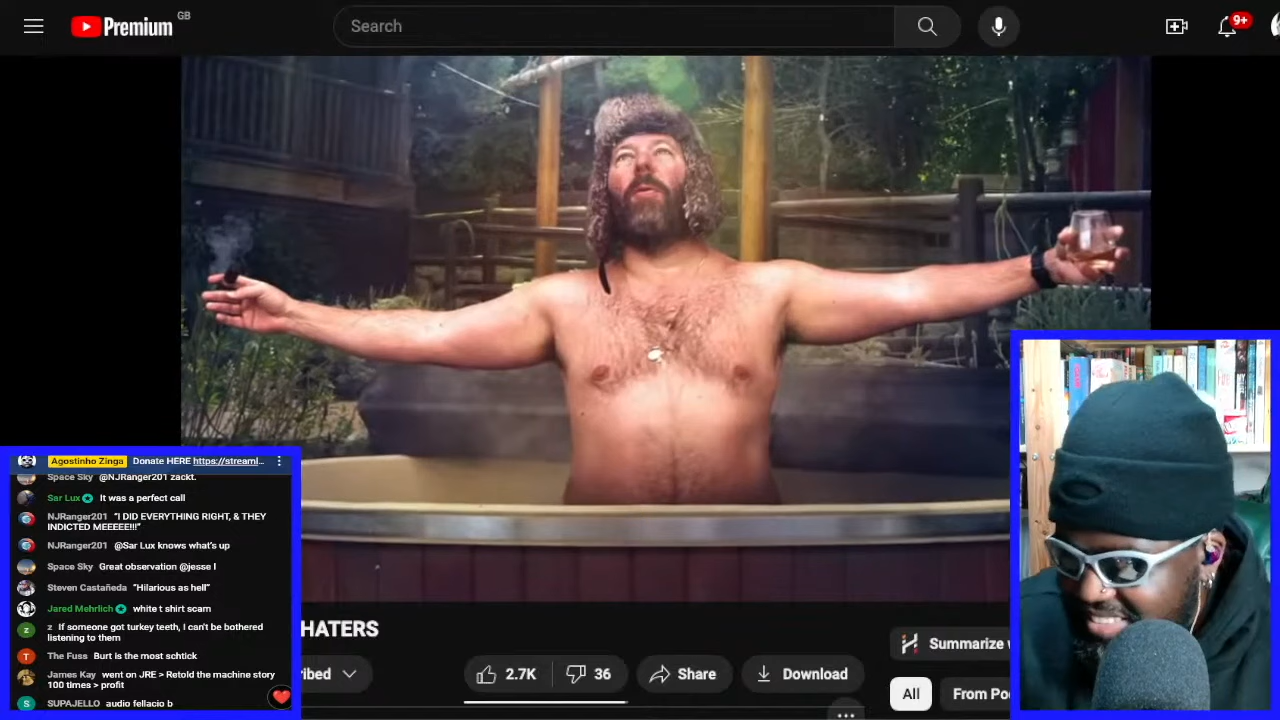 Premium GB
Search
9+
HATERS
ribed
2.7K
36
Share
Download
Summarize
All
From
Agostinho Zinga Donate HERE https://streaml...
Space Sky @NJRanger201 zackt.
Sar Lux It was a perfect call
NJRanger201 “I DID EVERYTHING RIGHT, & THEY
INDICTED MEEEEE!!!”
NJRanger201 @Sar Lux knows what's up
Space Sky Great observation @jesse l
Steven Castañeda “Hilarious as hell”
Jared Mehrlich white t shirt scam
z z If someone got turkey teeth, I can't be bothered
listening to them
T The Fuss Burt is the most schtick
James Kay went on JRE > Retold the machine story
100 times > profit
S SUPAJELLO audio fellacio b